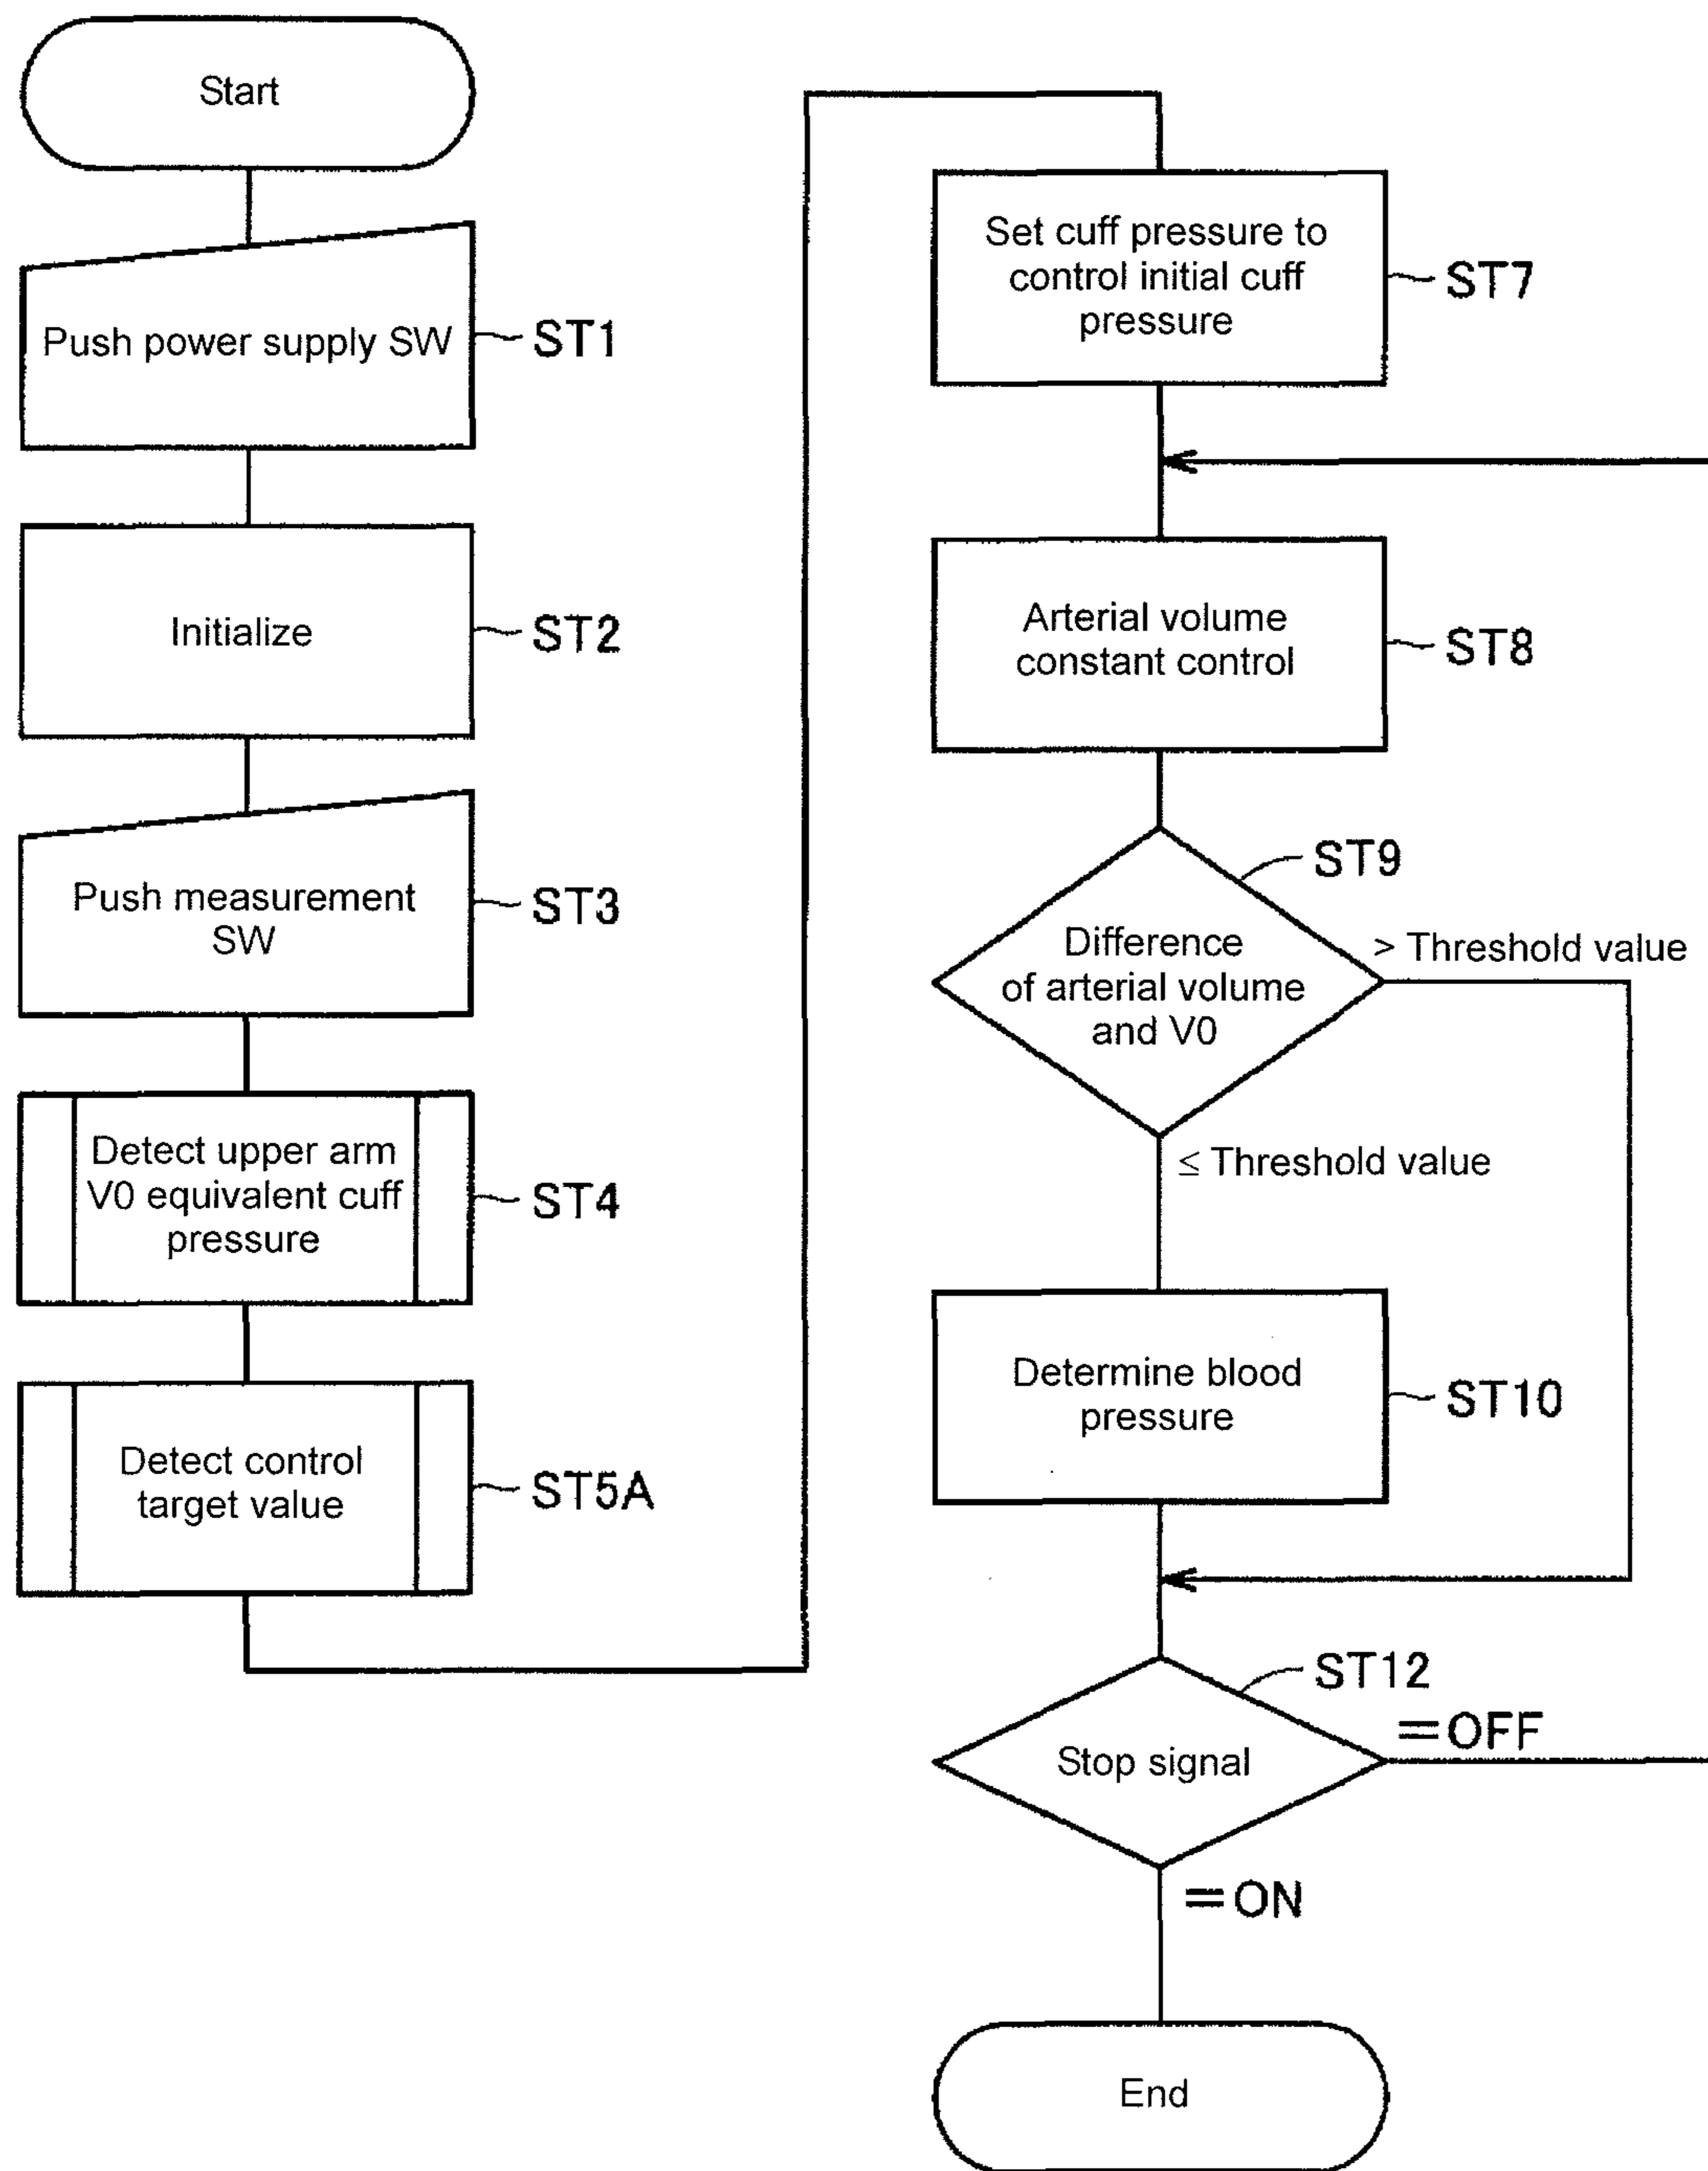 Start
Push power supply SW
ST1
Initialize
ST2
Push measurement
SW
ST3
Detect upper arm
V0 equivalent cuff
pressure
ST4
Detect control
target value
ST5A
Set cuff pressure to
control initial cuff
pressure
ST7
Arterial volume
constant control
ST8
ST9
Difference
of arterial volume
and V0
> Threshold value
≤ Threshold value
Determine blood
pressure
ST10
ST12
Stop signal
=OFF
=ON
End